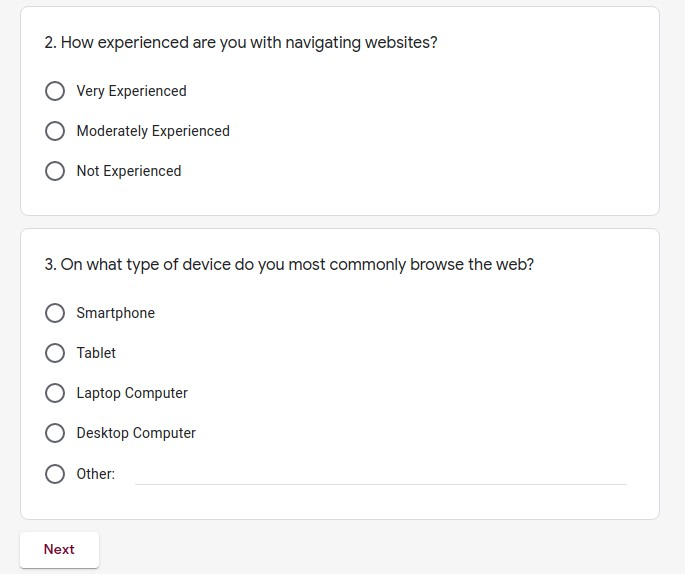 2. How experienced are you with navigating websites?
Very Experienced
Moderately Experienced
Not Experienced
3. On what type of device do you most commonly browse the web?
Smartphone
Tablet
Laptop Computer
Desktop Computer
Other:
Next